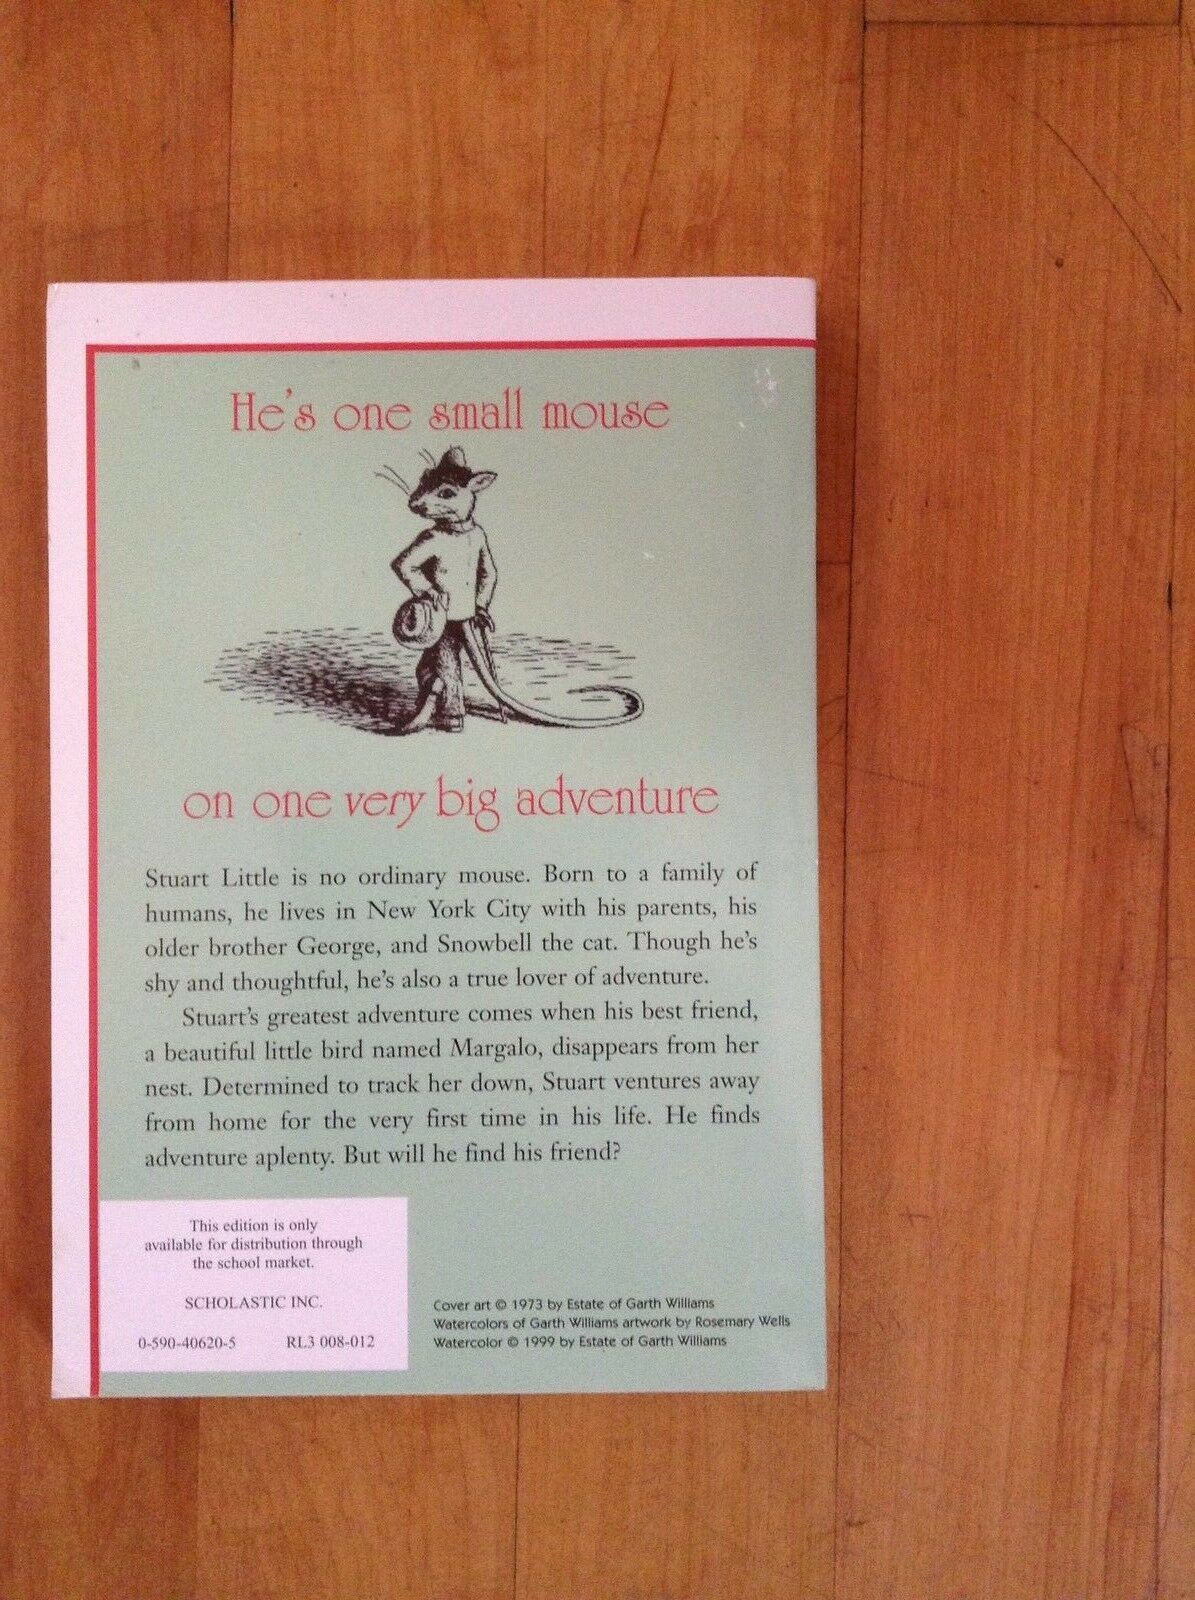 He's one small mouse
on one very big adventure
Stuart Little is no ordinary mouse. Born to a family of
humans, he lives in New York City with his parents, his
older brother George, and Snowbell the cat. Though he's
shy and thoughtful, he's also a true lover of adventure.
Stuart's greatest adventure comes when his best friend,
a beautiful little bird named Margalo, disappears from her
nest. Determined to track her down, Stuart ventures away
from home for the very first time in his life. He finds
adventure aplenty. But will he find his friend?
This edition is only
available for distribution through
the school market.
SCHOLASTIC INC.
0-590-40620-5 RL3 008-012
Cover art © 1973 by Estate of Garth Williams
Watercolors of Garth Williams artwork by Rosemary Wells
Watercolor © 1999 by Estate of Garth Williams